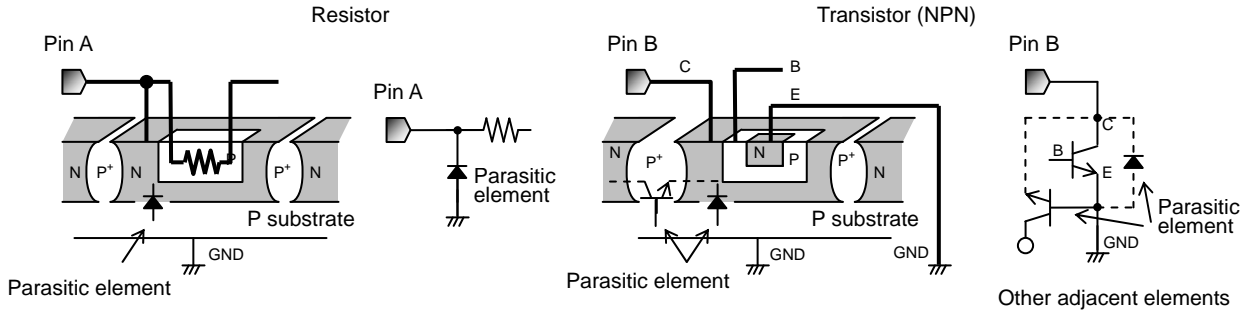 Resistor
Transistor (NPN)
Pin A
Pin B
Pin B
C
B
E
Pin A
C
N
P+
N
P
P+
N
N
P+
N
P
P+
N
B
E
Parasitic
element
P substrate
P substrate
Parasitic
element
GND
GND
GND
GND
Parasitic element
Parasitic element
Other adjacent elements